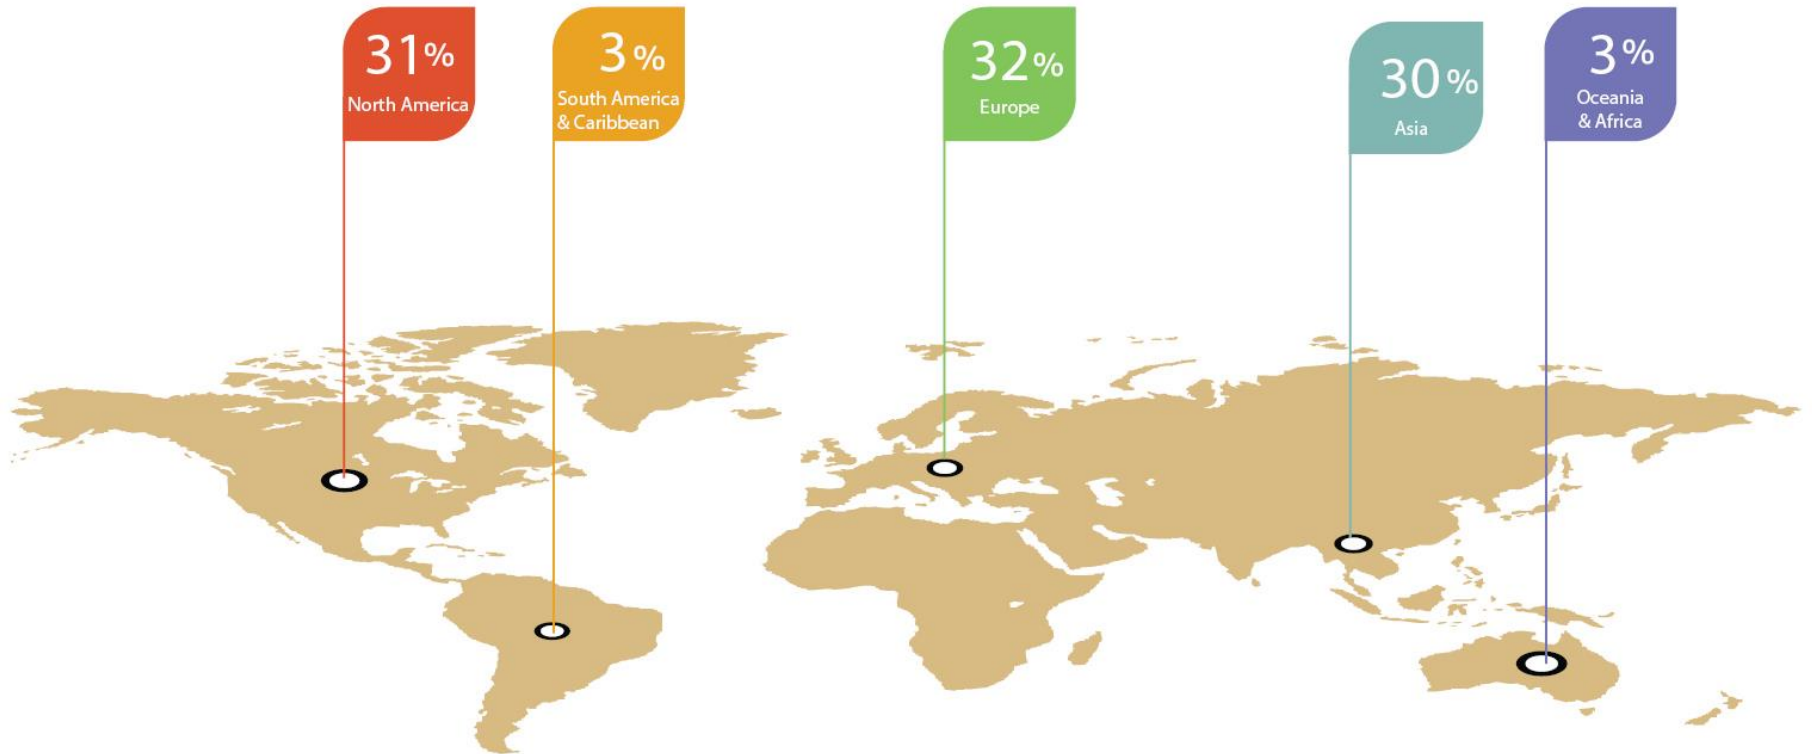 31%
North America
3%
South America
& Caribbean
32%
Europe
30%
Asia
3%
Oceania
& Africa